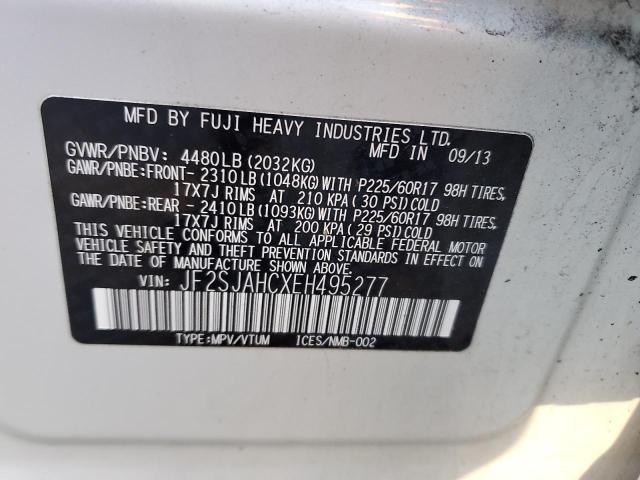 MFD BY FUJI HEAVY INDUSTRIES LTD.
MFD IN 09/13
GVWR/PNBV: 4480LB(2032KG)
GAWR/PNBE:FRONT- 2310LB(1048KG)WITH P225/60R17 98H TIRES,
17X7J RIMS AT 210 KPA( 30 PSI)COLD
GAWR/PNBE:REAR - 2410LB(1093KG)WITH P225/60R17 98H TIRES,
17X7J RIMS AT 200 KPA( 29 PSI)COLD
THIS VEHICLE CONFORMS TO ALL APPLICABLE FEDERAL MOTOR
VEHICLE SAFETY AND THEFT PREVENTION STANDARDS IN EFFECT ON
THE DATE OF MANUFACTURE SHOWN ABOVE.
VIN: JF2SJAHCXEH495277
TYPE:MPV/VTUM ICES/NMB-002